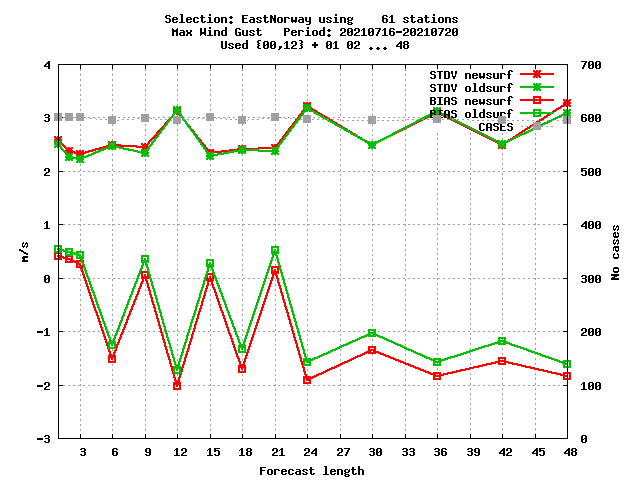 Selection: EastNorway using    61 stations
Max Wind Gust   Period: 20210716-20210720
Used {00,12} + 01 02 ... 48
4 700
STDV newsurf
STDV oldsurf
BIAS newsurf
BIAS oldsurf
CASES
3 600
2 500
1 400
m/s
No cases
0 300
-1 200
-2 100
-3 0
3 6 9 12 15 18 21 24 27 30 33 36 39 42 45 48
Forecast length